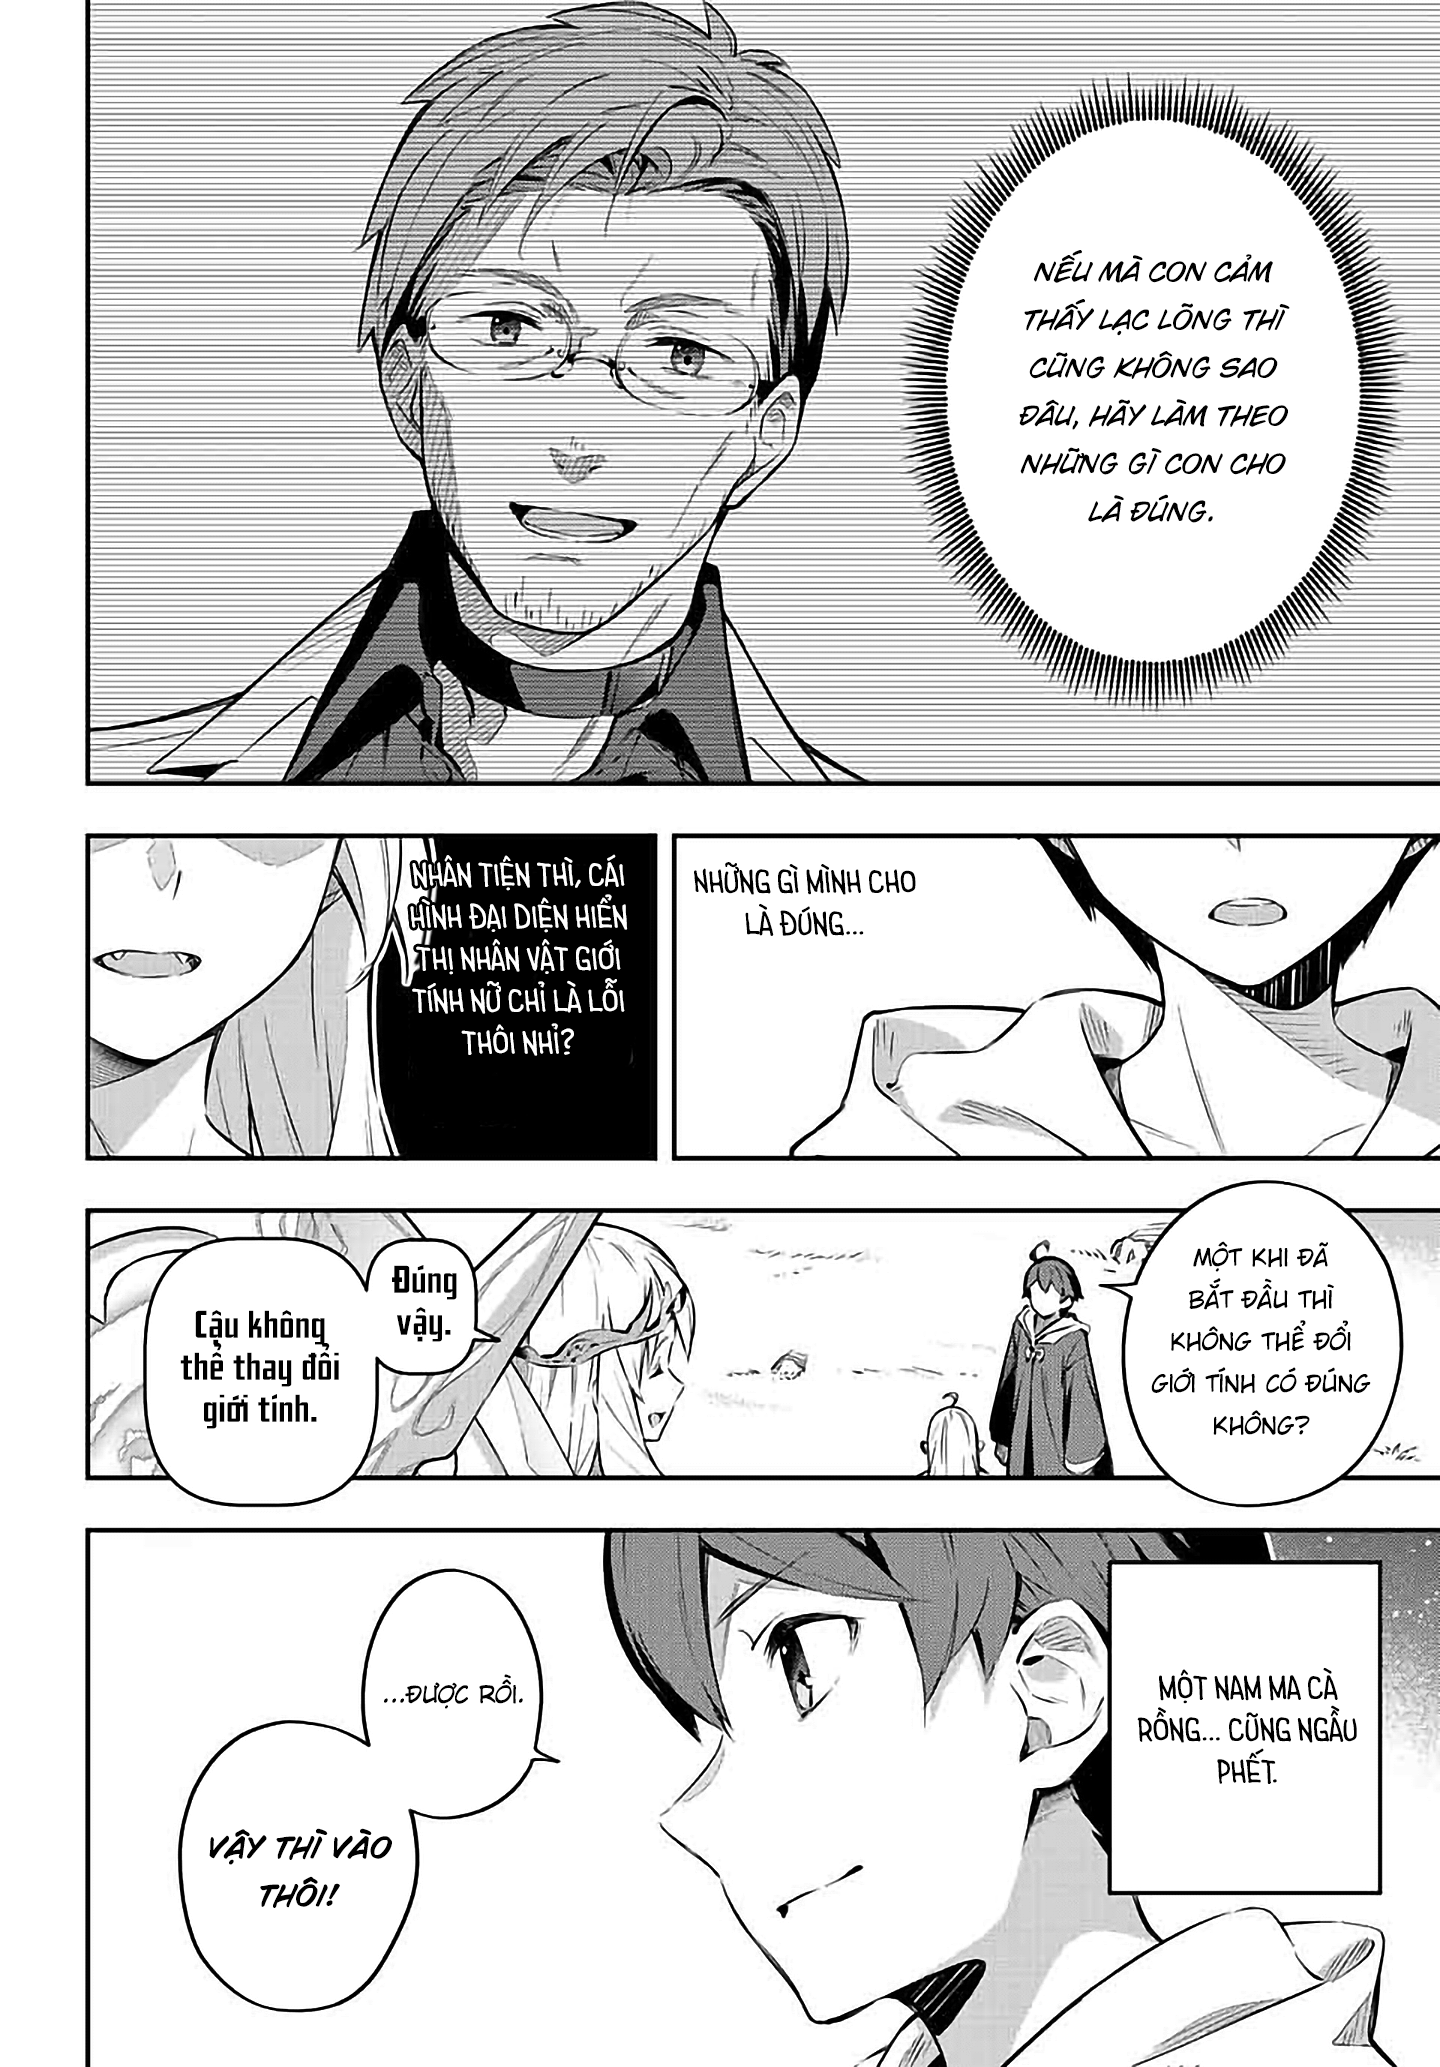 NẾU MÀ CON CẢM
THẤY LẠC LÕNG THÌ
CŨNG KHÔNG SAO
ĐÂU, HÃY LÀM THEO
NHỮNG GÌ CON CHO
LÀ ĐÚNG.
NHỮNG GÌ MÌNH CHO
LÀ ĐÚNG...
NHÂN TIỆN THÌ, CÁI
HÌNH ĐẠI DIỆN HIỂN
THỊ NHÂN VẬT GIỚI
TÍNH NỮ CHỈ LÀ LỖI
THÔI NHỈ?
MỘT KHI ĐÃ
BẮT ĐẦU THÌ
KHÔNG THỂ ĐỔI
GIỚI TÍNH CÓ ĐÚNG
KHÔNG?
Đúng
vậy.
Cậu không
thể thay đổi
giới tính.
MỘT NAM MA CÀ
RỒNG... CŨNG NGẦU
PHẾT.
...ĐƯỢC RỒI.
VẬY THÌ VÀO
THÔI!